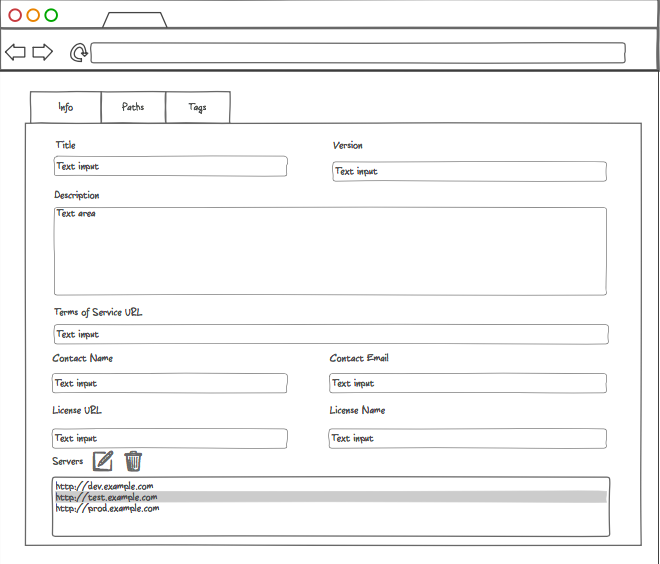 Info Paths Tags
Title Version
Text input Text input
Description
Text area
Terms of Service URL
Text input
Contact Name Contact Email
Text input Text input
License URL License Name
Text input Text input
Servers
http://dev.example.com
http://test.example.com
http://prod.example.com